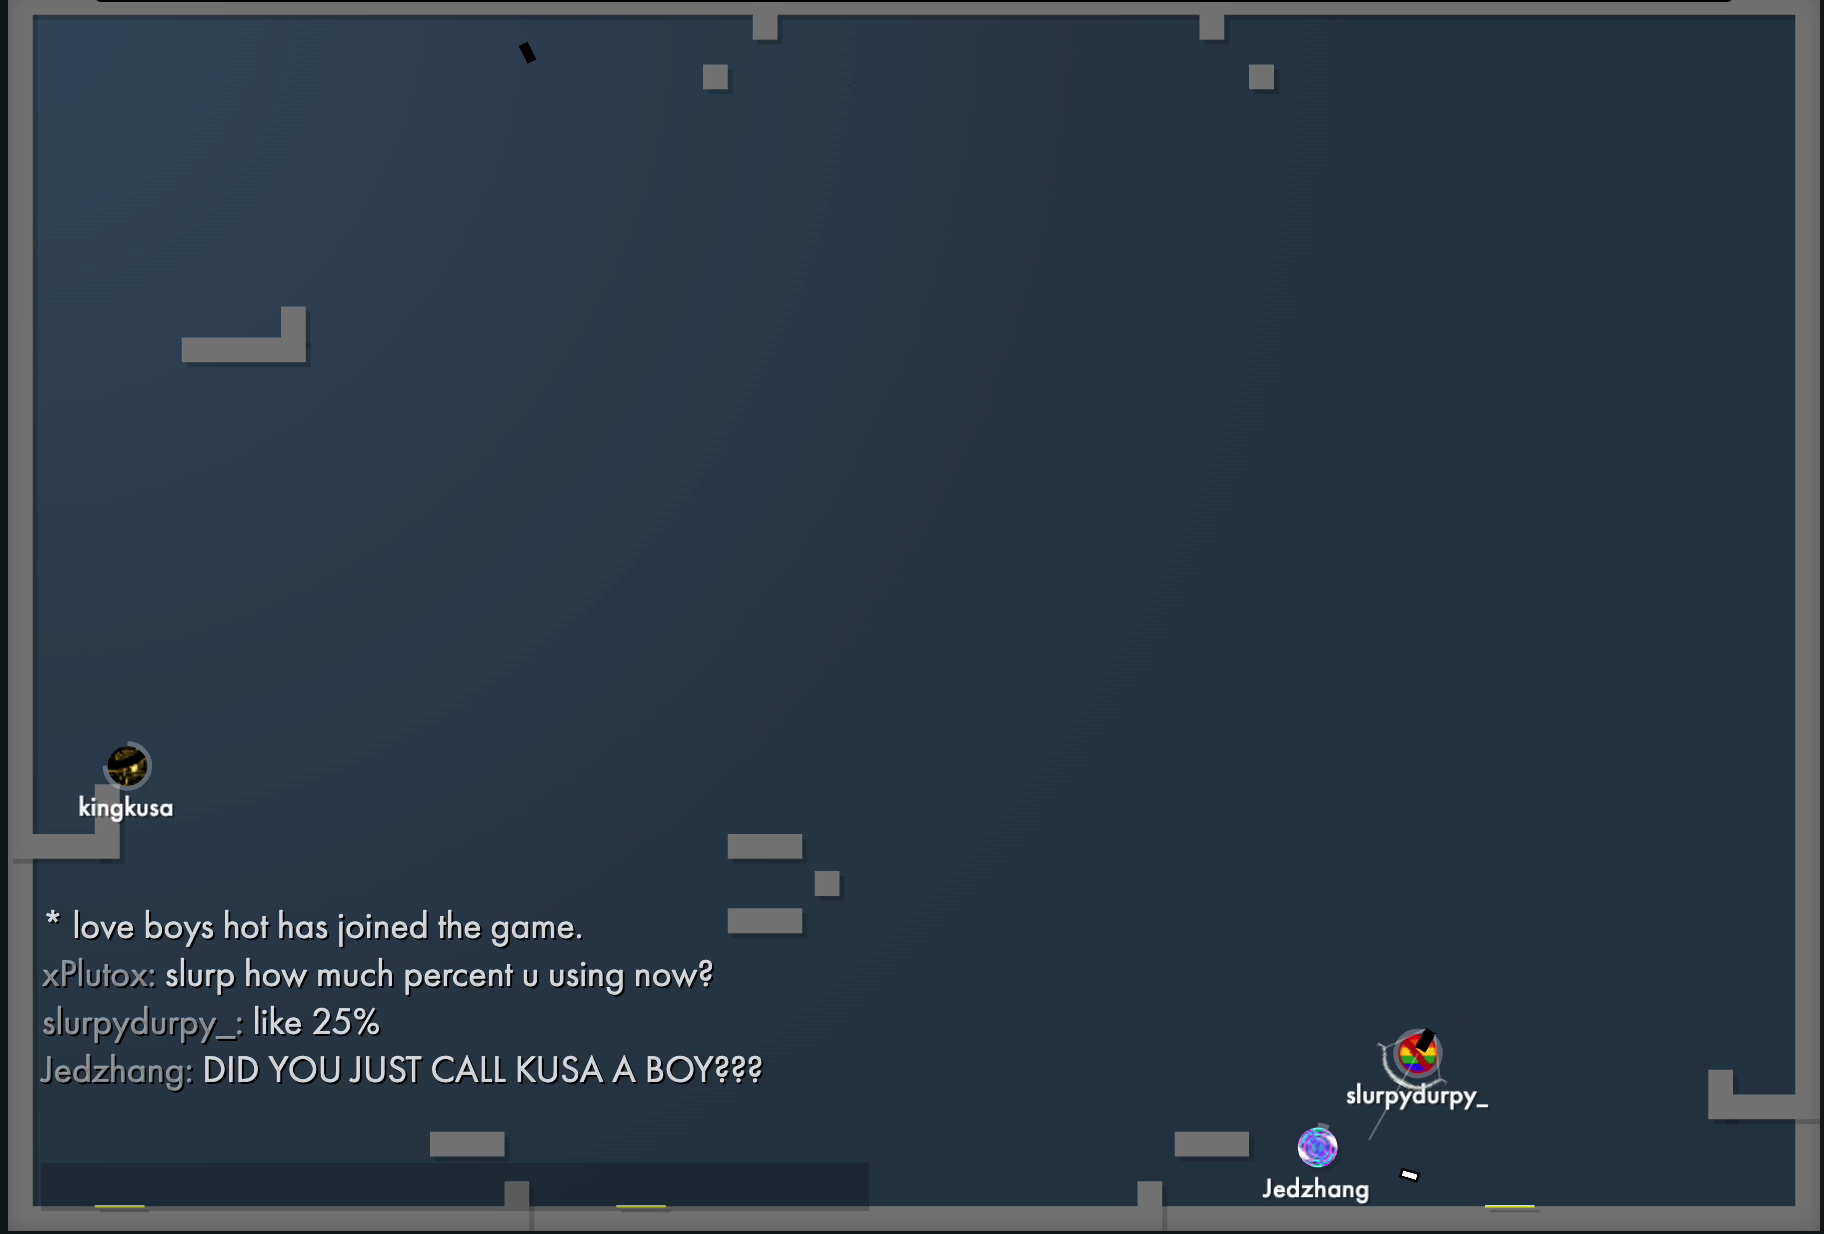 kingkusa
* love boys hot has joined the game.
xPlutox: slurp how much percent u using now?
slurpydurpy_: like 25%
Jedzhang: DID YOU JUST CALL KUSA A BOY???
slurpydurpy_
Jedzhang